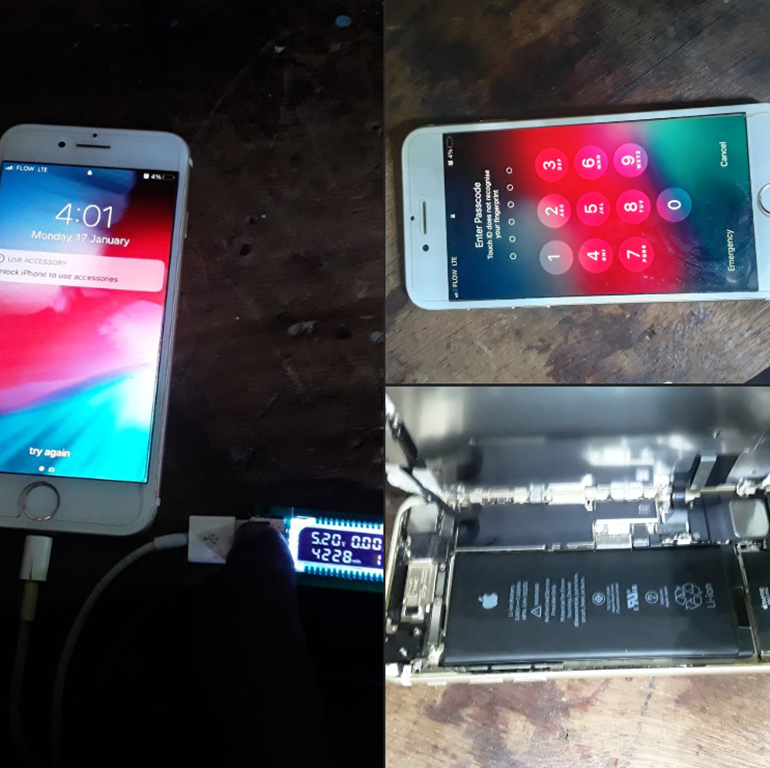 FLOW LTE
4%
4:01
Monday, 17 January
USB ACCESSORY
nlock iPhone to use accessories
try again
5.20V 0.00
4228
4%
FLOW LTE
Enter Passcode
Touch ID does not recognise
your fingerprint
1
2 ABC
3 DEF
4 GHI
5 JKL
6 MNO
7 PQRS
8 TUV
9 WXYZ
0
Emergency
Cancel
Li-ion